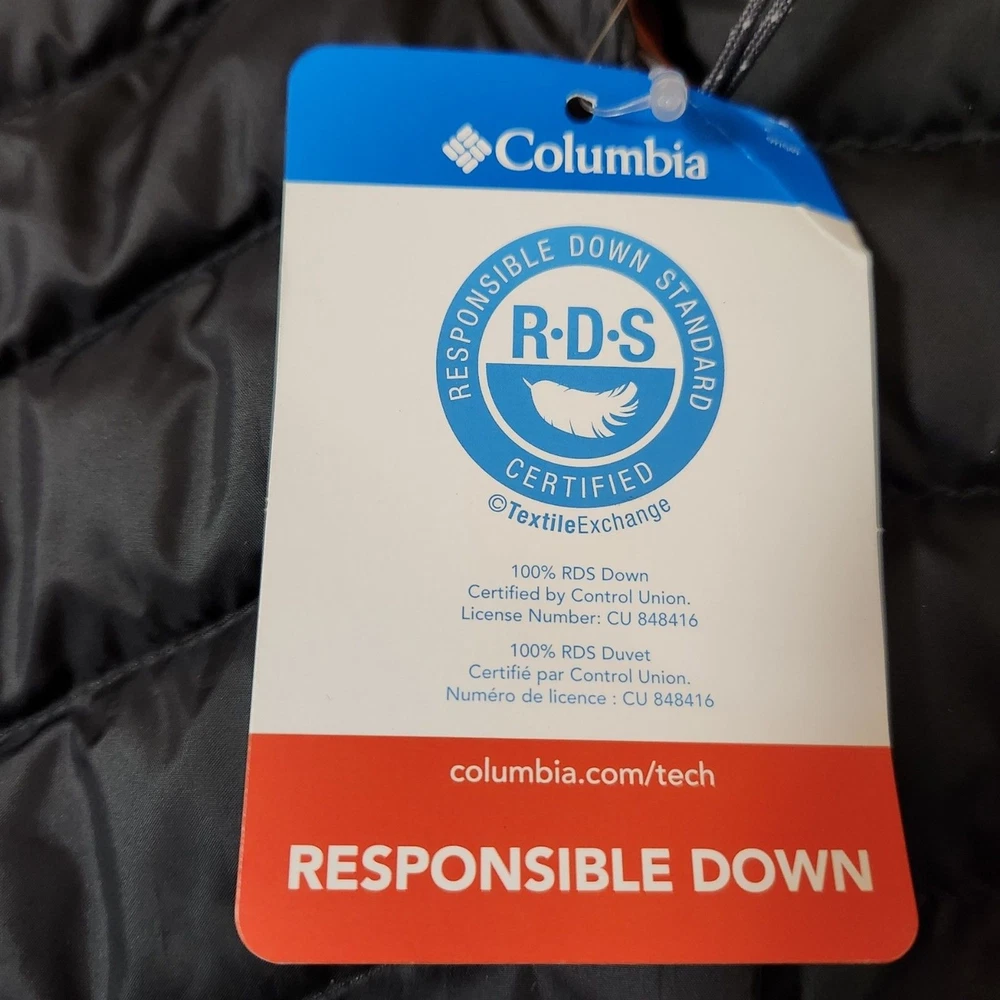 Columbia
RESPONSIBLE DOWN STANDARD
R·D·S
CERTIFIED
©TextileExchange
100% RDS Down
Certified by Control Union.
License Number: CU 848416
100% RDS Duvet
Certifié par Control Union.
Numéro de licence : CU 848416
columbia.com/tech
RESPONSIBLE DOWN